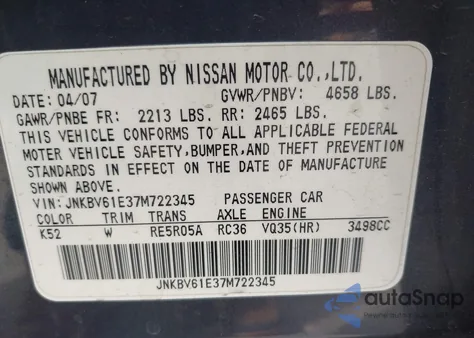 MANUFACTURED BY NISSAN MOTOR CO.,LTD.
DATE: 04/07 GVWR/PNBV: 4658 LBS.
GAWR/PNBE FR: 2213 LBS. RR: 2465 LBS.
THIS VEHICLE CONFORMS TO ALL APPLICABLE FEDERAL
MOTOR VEHICLE SAFETY, BUMPER, AND THEFT PREVENTION
STANDARDS IN EFFECT ON THE DATE OF MANUFACTURE
SHOWN ABOVE.
VIN: JNKBV61E37M722345 PASSENGER CAR
COLOR TRIM TRANS AXLE ENGINE
K52 W RE5R05A RC36 VQ35(HR) 3498CC
JNKBV61E37M722345
autoSnap